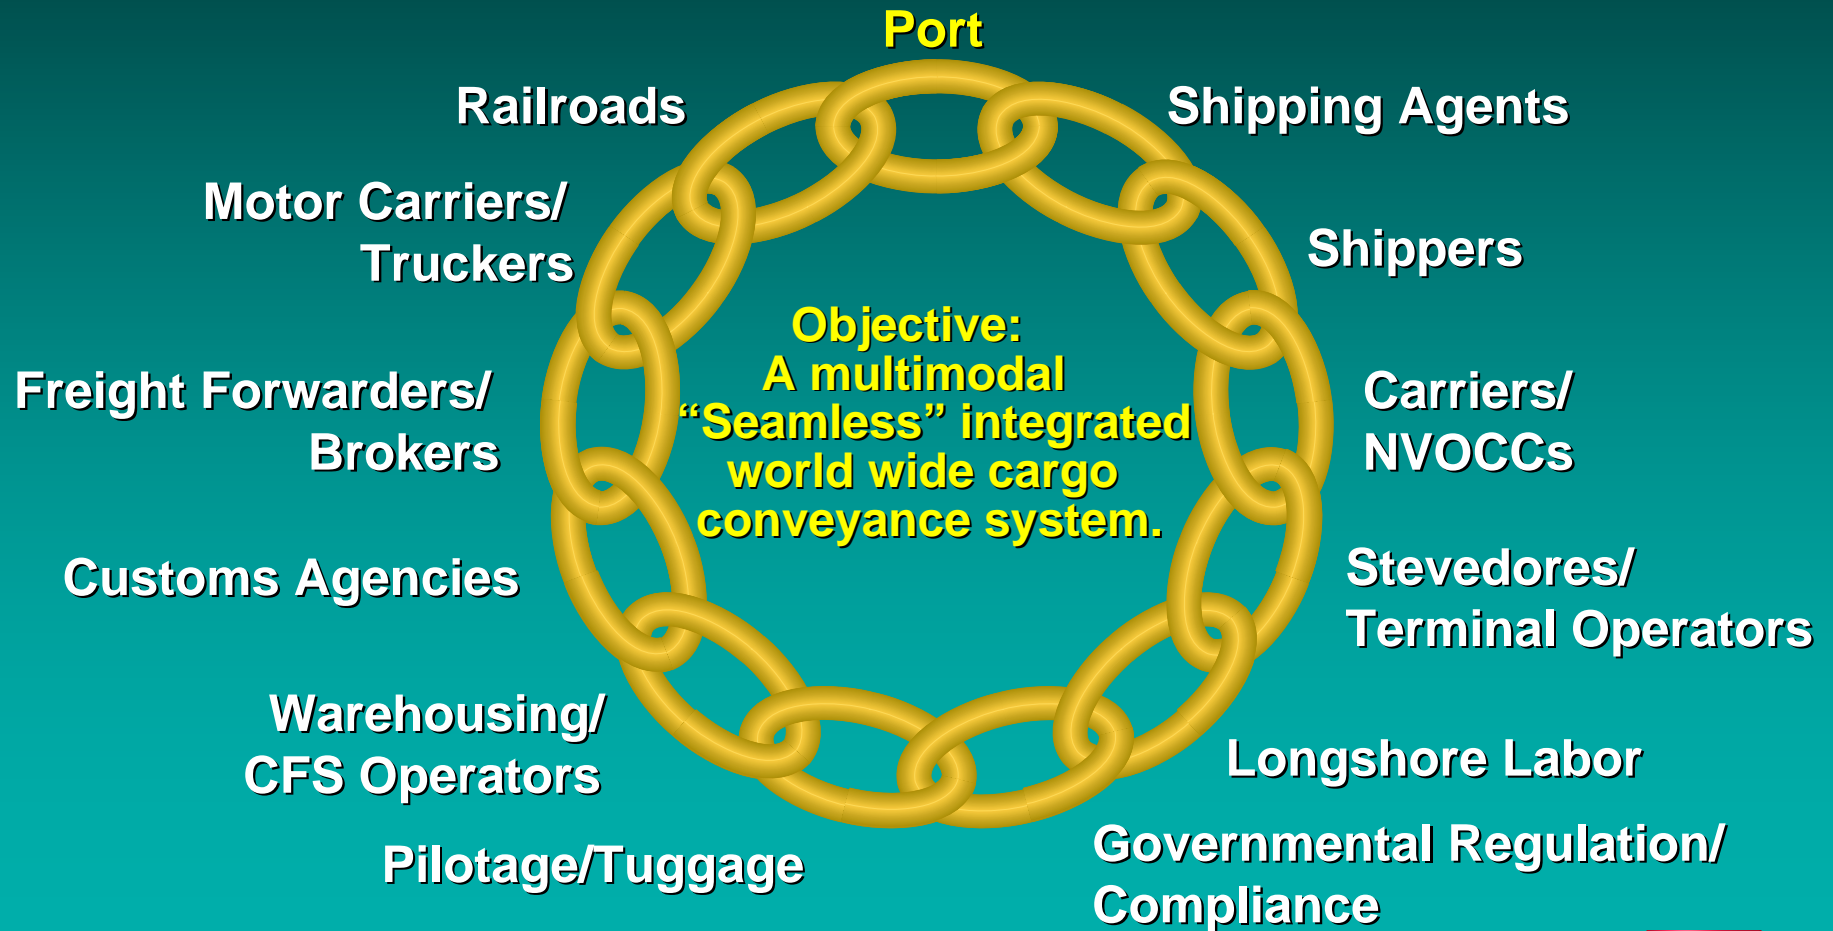 Port
Railroads
Shipping Agents
Motor Carriers/
Truckers
Shippers
Objective:
A multimodal
“Seamless” integrated
world wide cargo
conveyance system.
Freight Forwarders/
Brokers
Carriers/
NVOCCs
Customs Agencies
Stevedores/
Terminal Operators
Warehousing/
CFS Operators
Longshore Labor
Pilotage/Tuggage
Governmental Regulation/
Compliance